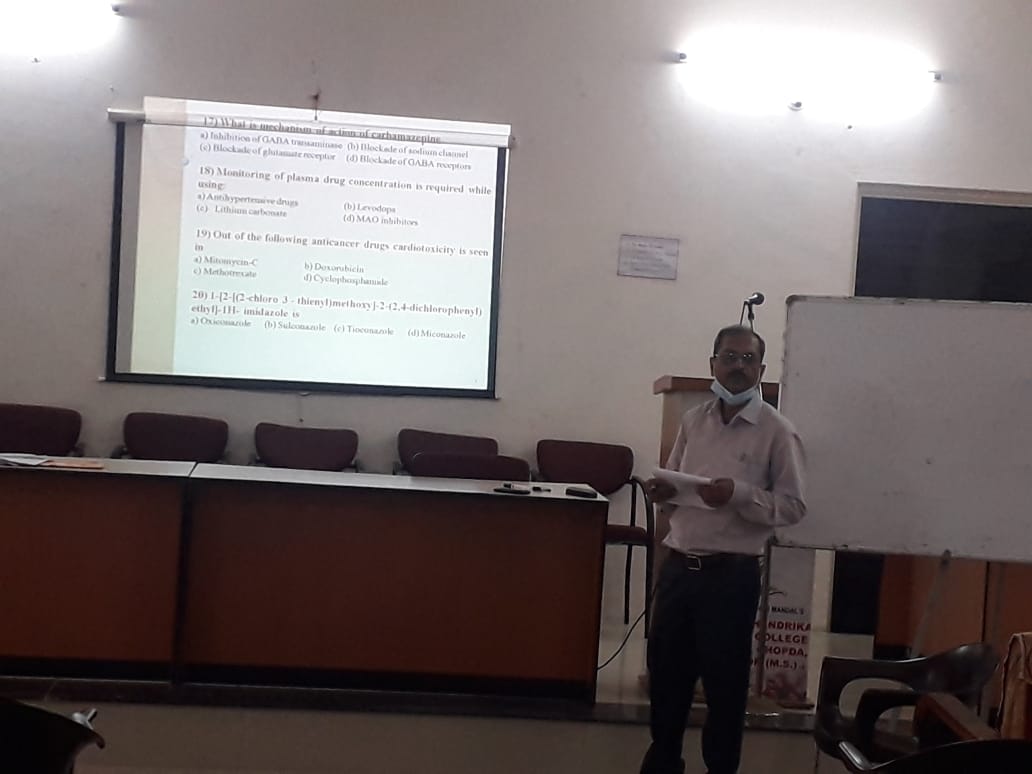 17) What is mechanism of action of carbamazepine
a) Inhibition of GABA transaminase (b) Blockade of sodium channel
(c) Blockade of glutamate receptor (d) Blockade of GABA receptors
18) Monitoring of plasma drug concentration is required while
using:
a) Antihypertensive drugs (b) Levodopa
(c) Lithium carbonate (d) MAO inhibitors
19) Out of the following anticancer drugs cardiotoxicity is seen
in
a) Mitomycin-C b) Doxorubicin
c) Methotrexate d) Cyclophosphamide
20) 1-[2-[(2-chloro 3 - thienyl)methoxy]-2-(2,4-dichlorophenyl)
ethyl]-1H- imidazole is
a) Oxiconazole (b) Sulconazole (c) Tioconazole (d) Miconazole
MANDAL'S
NDRIKA
OLLEGE
HOPDA,
(M.S.)